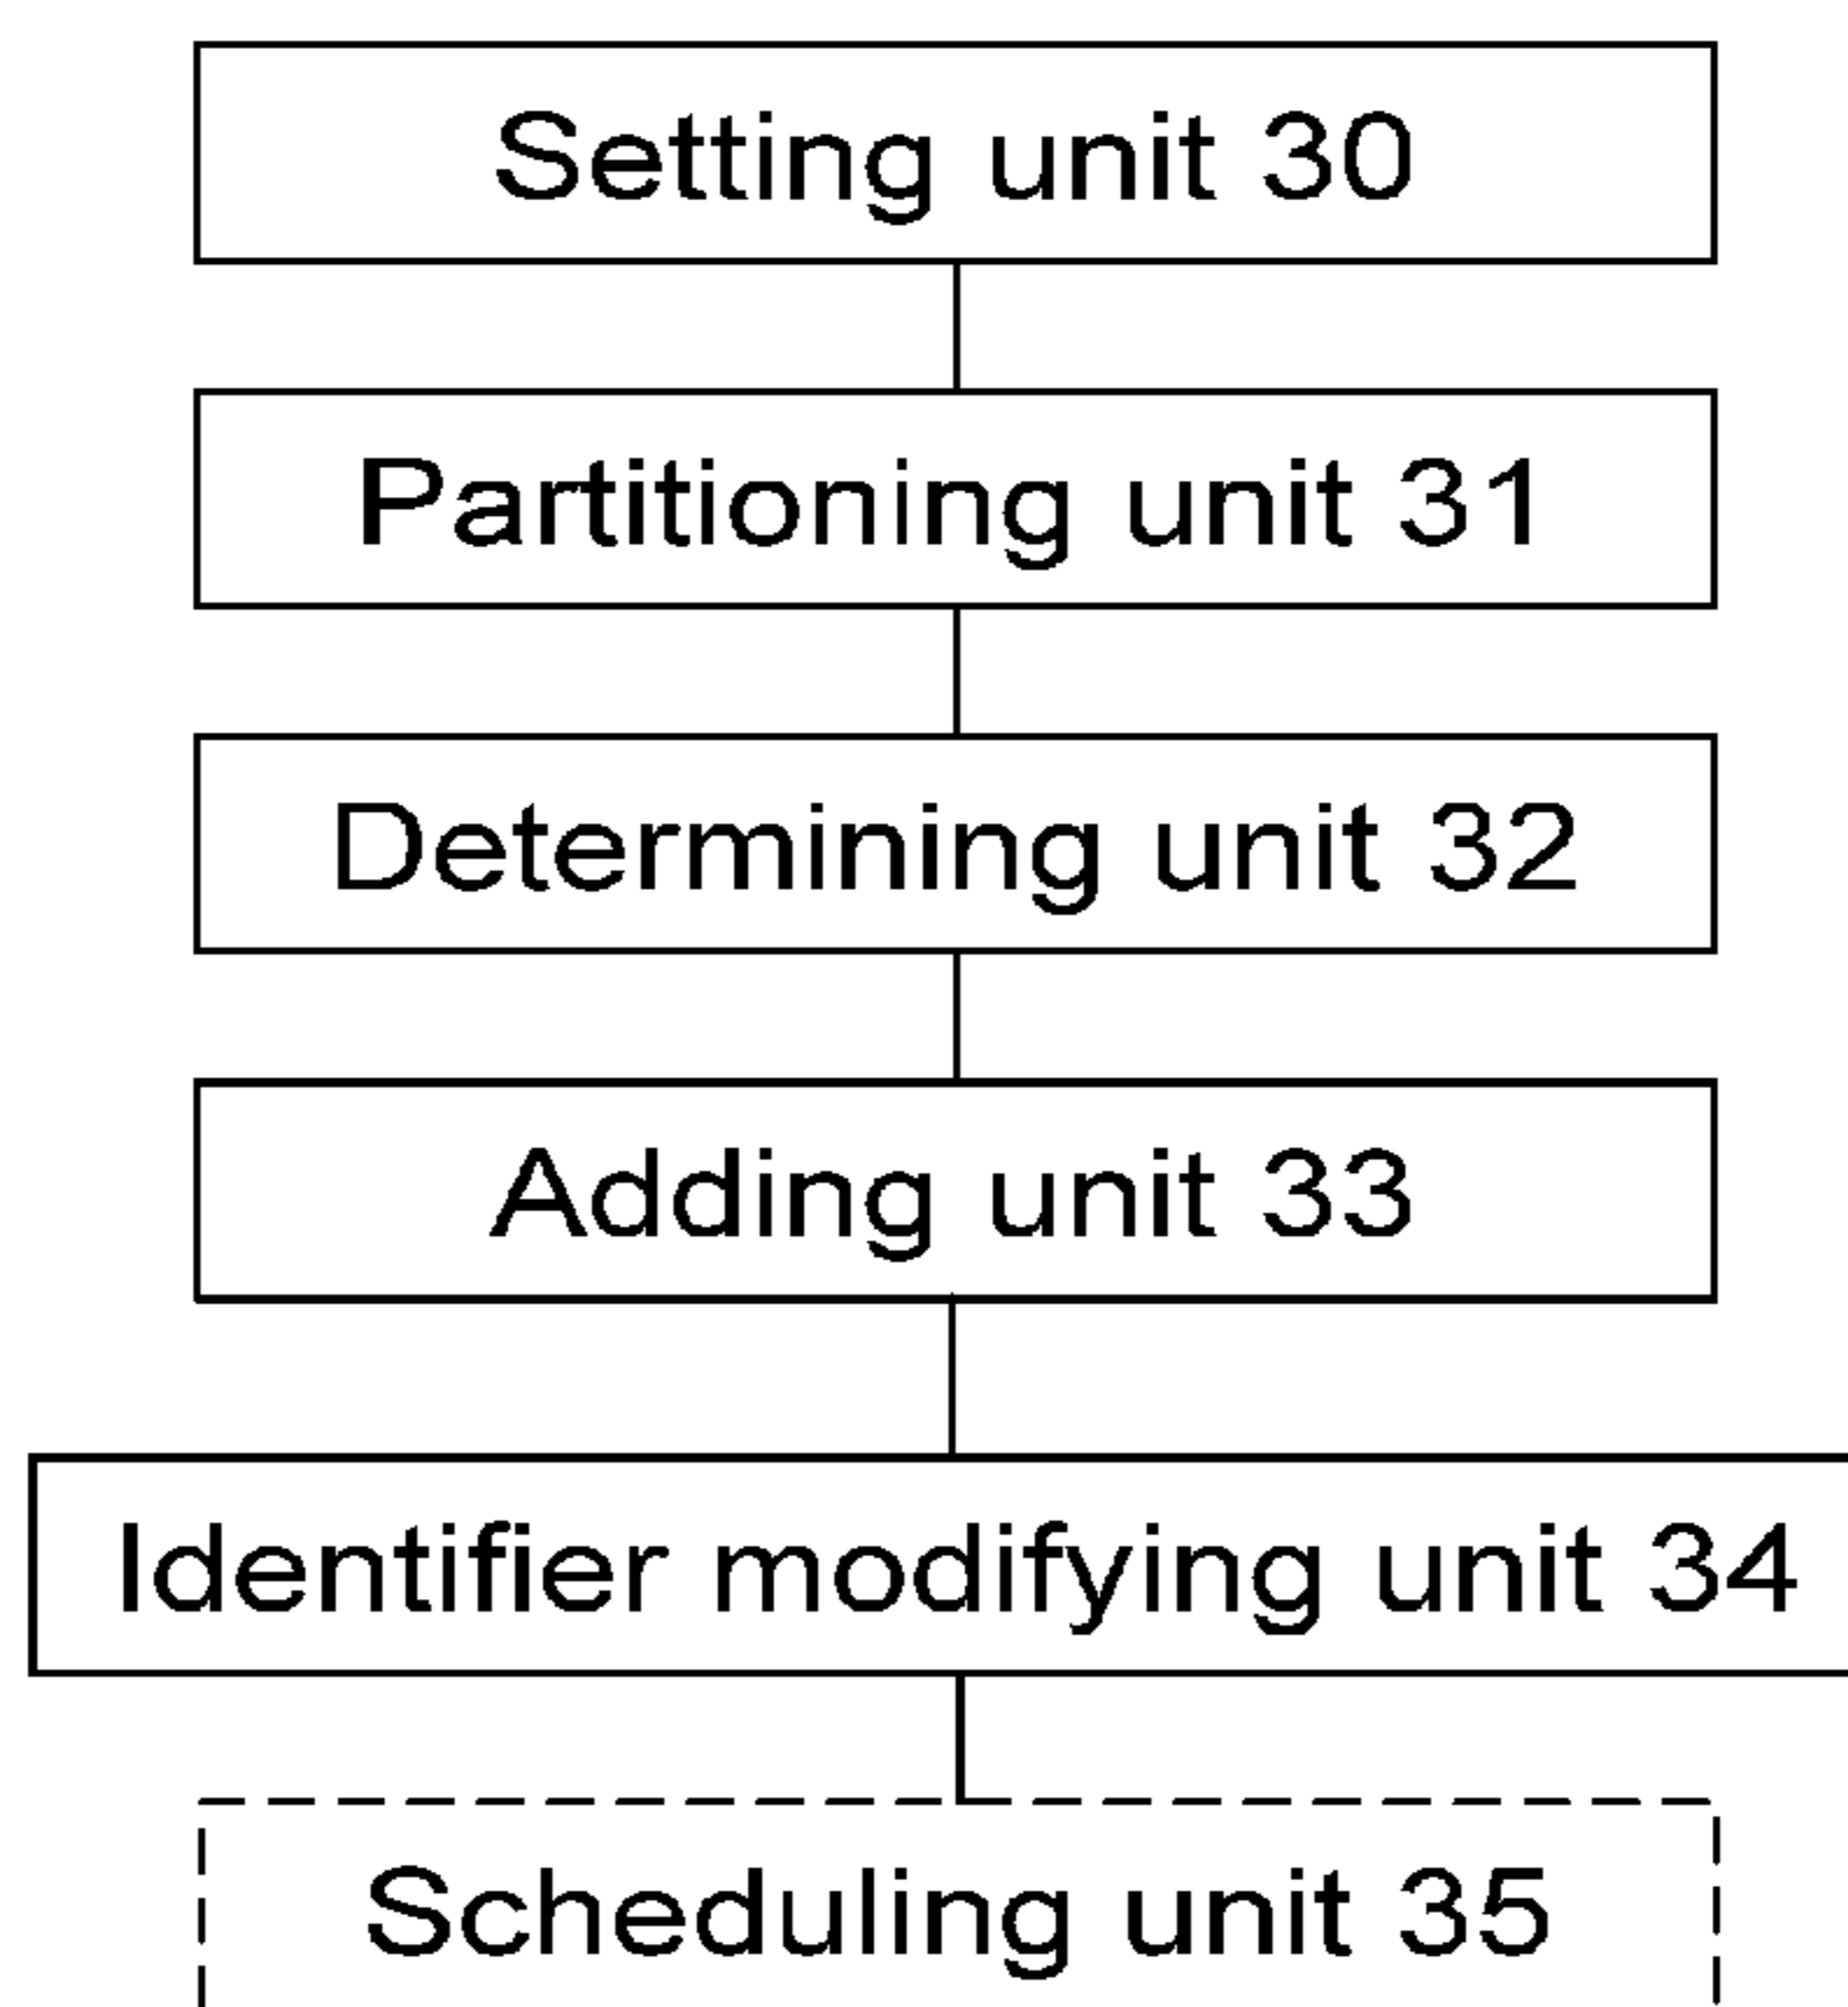 Setting unit 30
Partitioning unit 31
Determining unit 32
Adding unit 33
Identifier modifying unit 34
Scheduling unit 35